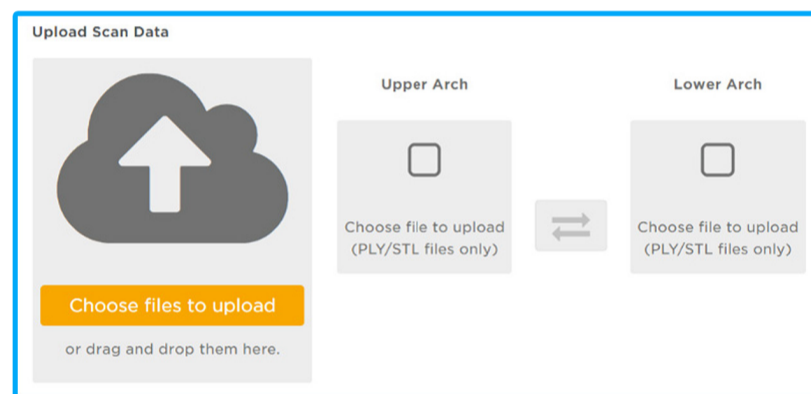 Upload Scan Data
Upper Arch
Lower Arch
Choose file to upload
(PLY/STL files only)
Choose file to upload
(PLY/STL files only)
Choose files to upload
or drag and drop them here.